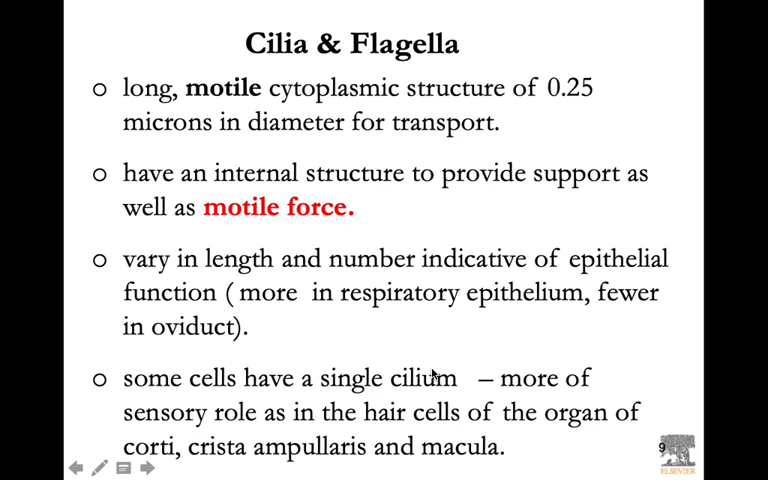 Cilia & Flagella
○ long, motile cytoplasmic structure of 0.25
microns in diameter for transport.
○ have an internal structure to provide support as
well as motile force.
○ vary in length and number indicative of epithelial
function ( more in respiratory epithelium, fewer
in oviduct).
○ some cells have a single cilium – more of
sensory role as in the hair cells of the organ of
corti, crista ampullaris and macula.
9
ELSEVIER